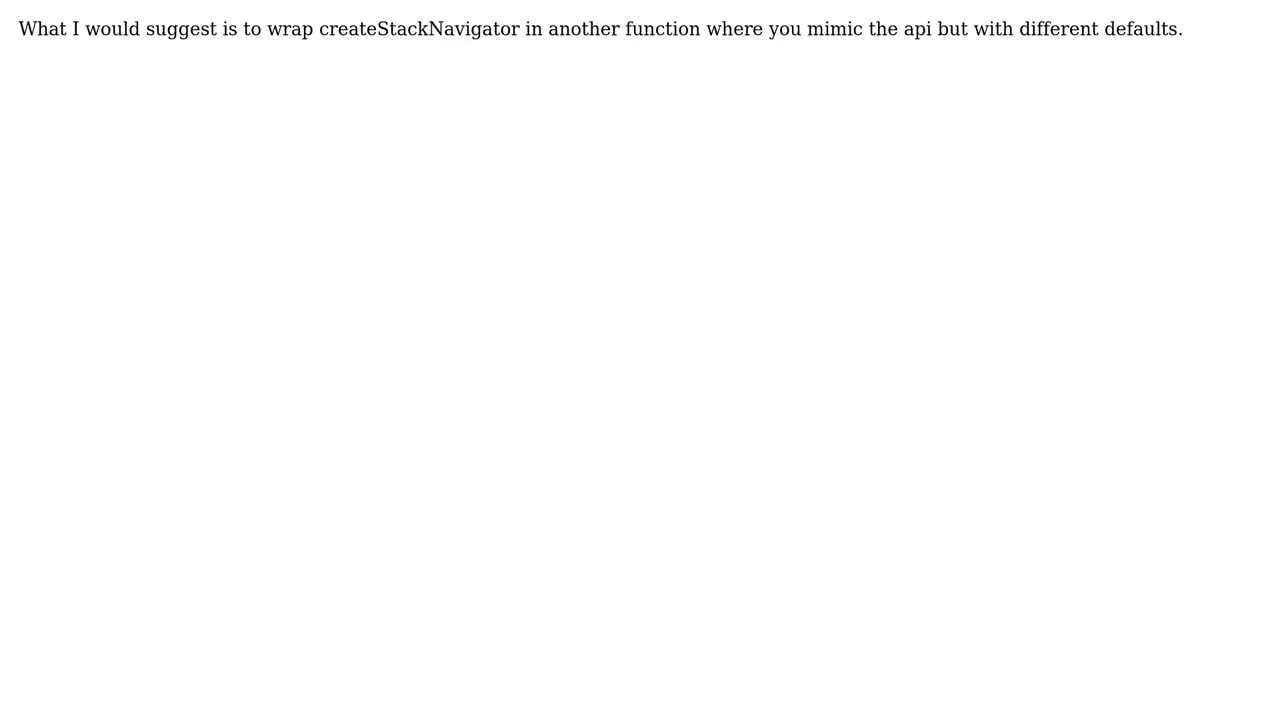 What I would suggest is to wrap createStackNavigator in another function where you mimic the api but with different defaults.